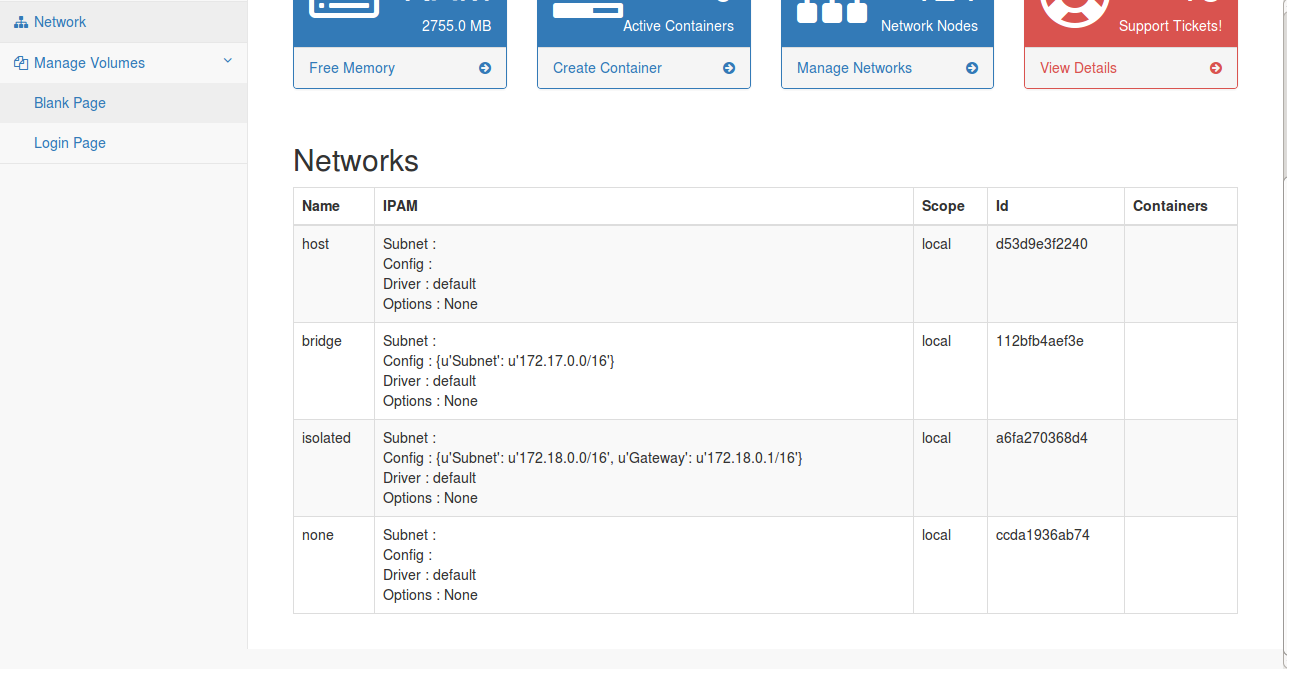 Network
Manage Volumes
Blank Page
Login Page
2755.0 MB
Active Containers
Network Nodes
Support Tickets!
Free Memory
Create Container
Manage Networks
View Details
Networks
Name IPAM Scope Id Containers
host Subnet : local d53d9e3f2240
Config :
Driver : default
Options : None
bridge Subnet : local 112bfb4aef3e
Config : {u'Subnet': u'172.17.0.0/16'}
Driver : default
Options : None
isolated Subnet : local a6fa270368d4
Config : {u'Subnet': u'172.18.0.0/16', u'Gateway': u'172.18.0.1/16'}
Driver : default
Options : None
none Subnet : local ccda1936ab74
Config :
Driver : default
Options : None